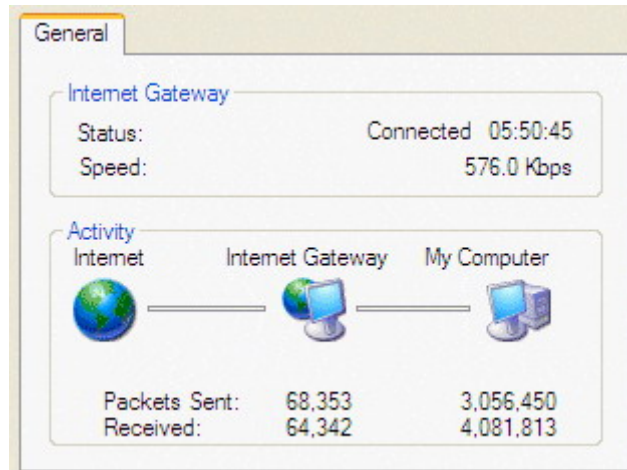 General
Internet Gateway
Status: Connected 05:50:45
Speed: 576.0 Kbps
Activity
Internet Internet Gateway My Computer
Packets Sent: 68,353 3,056,450
Received: 64,342 4,081,813